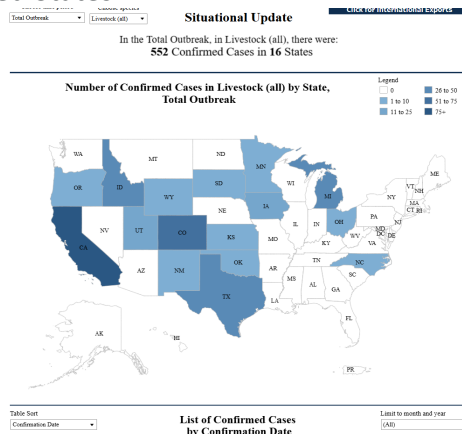 Total Outbreak
Livestock (all)
Situational Update
Click for International Exports
In the Total Outbreak, in Livestock (all), there were:
552 Confirmed Cases in 16 States
Number of Confirmed Cases in Livestock (all) by State,
Total Outbreak
Legend
0
1 to 10
11 to 25
26 to 50
51 to 75
75+
WA
MT
ND
MN
OR
ID
WY
SD
WI
MI
NY
VT
NH
ME
MA
CT
RI
NV
UT
CO
NE
IA
IL
IN
OH
PA
NJ
MD
DC
DE
WV
VA
CA
AZ
NM
KS
MO
KY
NC
OK
AR
TN
SC
TX
LA
MS
AL
GA
FL
AK
HI
PR
Table Sort
Confirmation Date
List of Confirmed Cases
by Confirmation Date
Limit to month and year
(All)